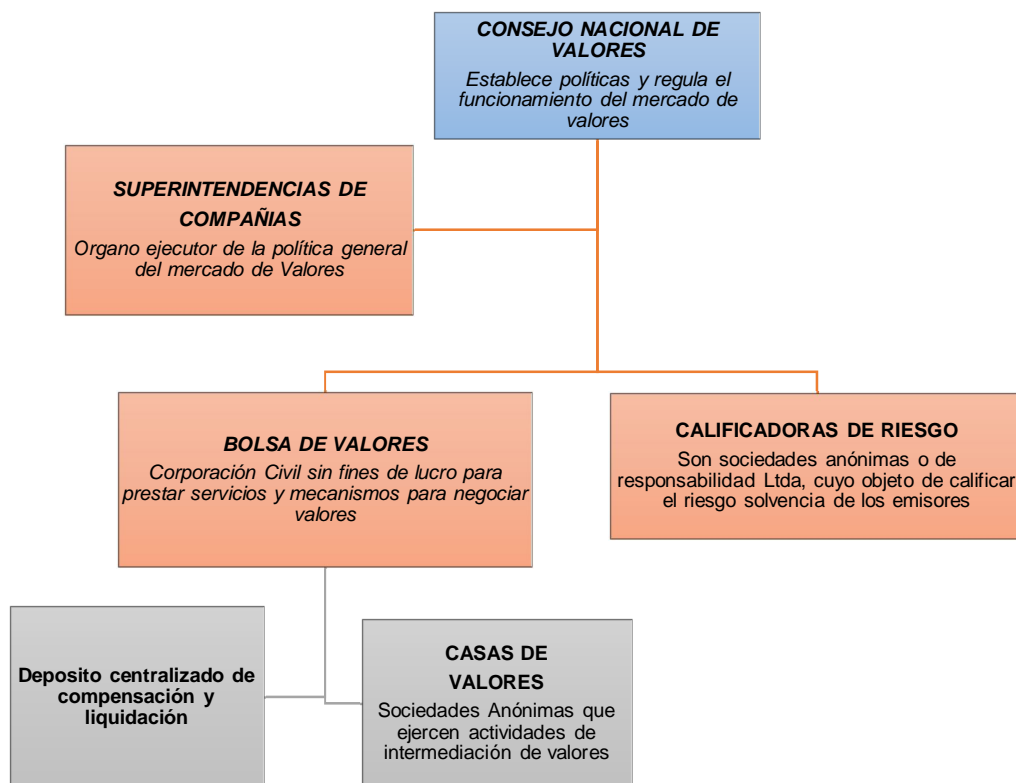 CONSEJO NACIONAL DE
VALORES
Establece políticas y regula el
funcionamiento del mercado de
valores
SUPERINTENDENCIAS DE
COMPAÑIAS
Organo ejecutor de la política general
del mercado de Valores
BOLSA DE VALORES
Corporación Civil sin fines de lucro para
prestar servicios y mecanismos para negociar
valores
CALIFICADORAS DE RIESGO
Son sociedades anónimas o de
responsabilidad Ltda, cuyo objeto de calificar
el riesgo solvencia de los emisores
Deposito centralizado de
compensación y
liquidación
CASAS DE
VALORES
Sociedades Anónimas que
ejercen actividades de
intermediación de valores